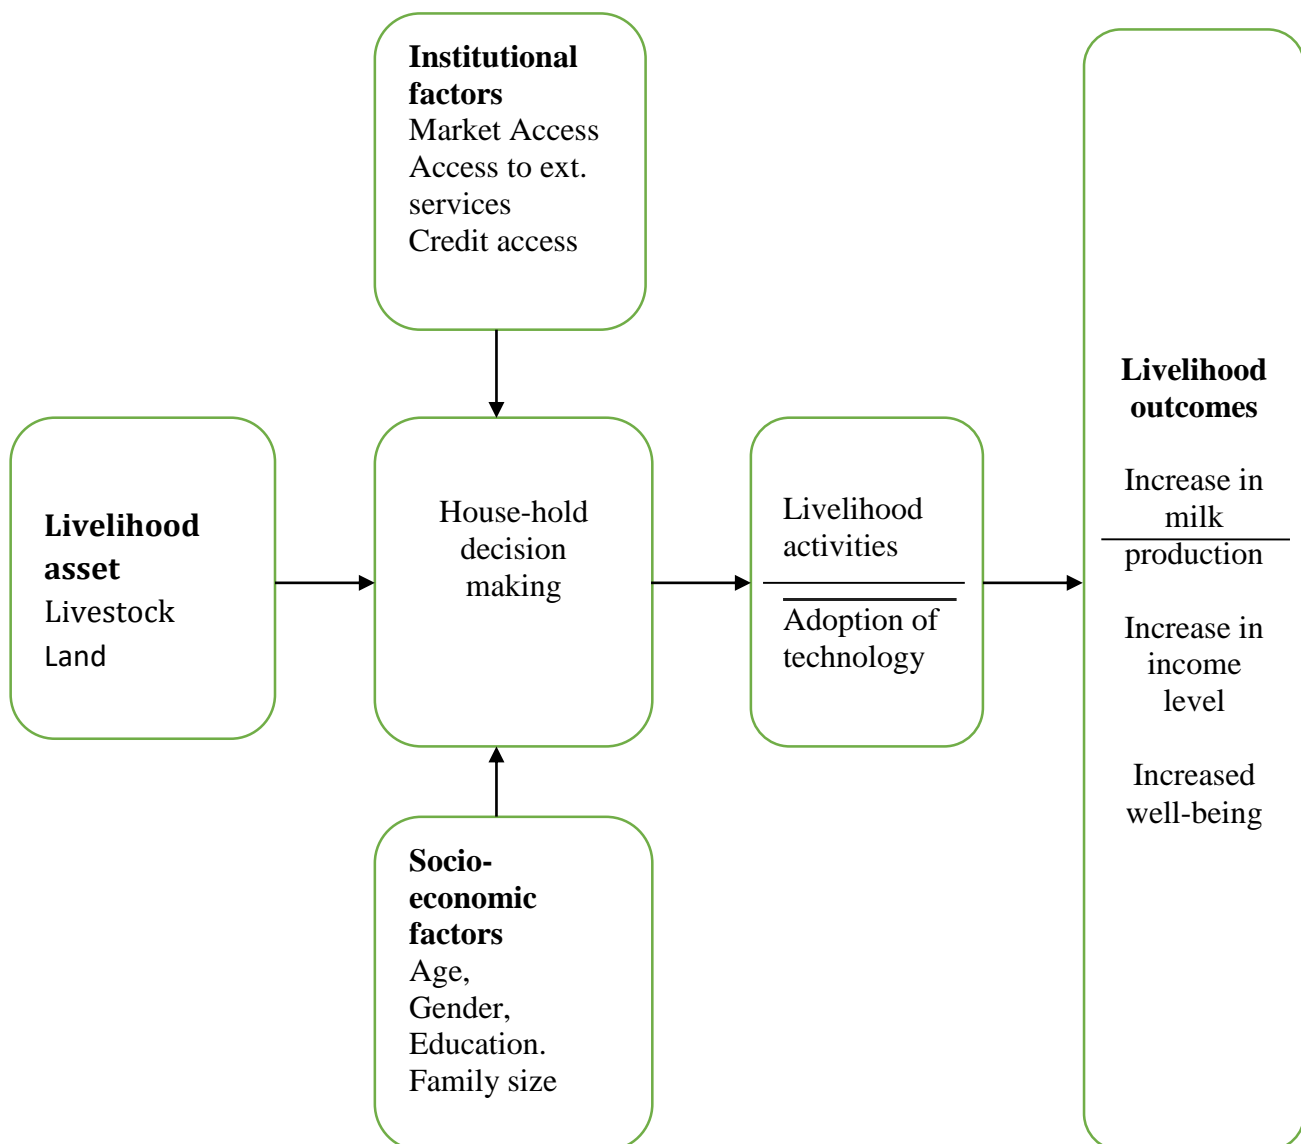 Institutional
factors
Market Access
Access to ext.
services
Credit access
Livelihood
asset
Livestock
Land
House-hold
decision
making
Livelihood
activities
Adoption of
technology
Livelihood
outcomes
Increase in
milk
production
Increase in
income
level
Increased
well-being
Socio-
economic
factors
Age,
Gender,
Education.
Family size